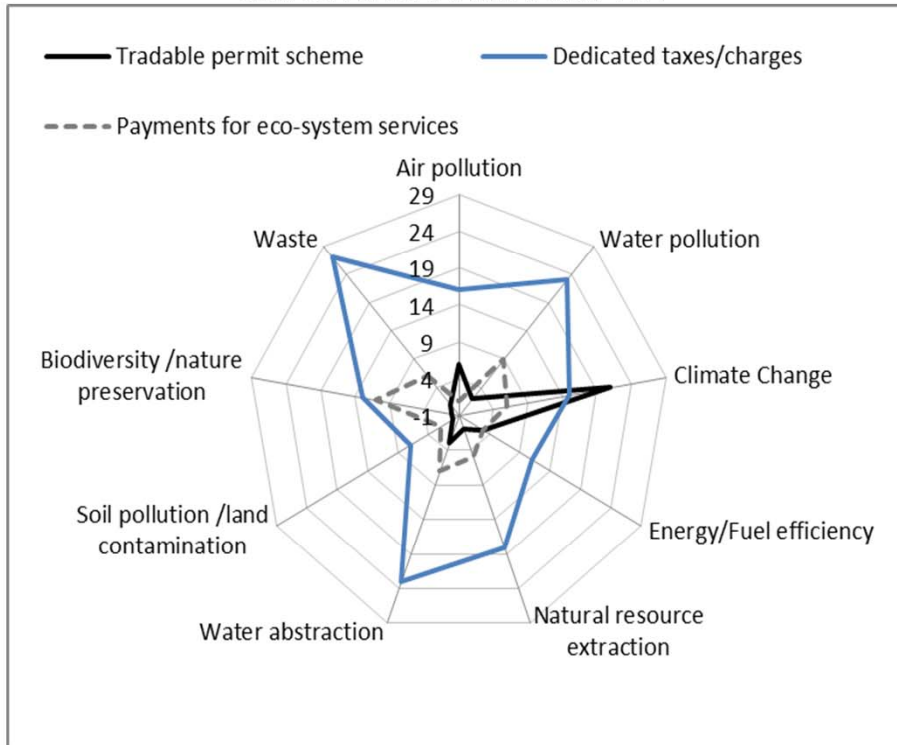 Tradable permit scheme
Dedicated taxes/charges
Payments for eco-system services
Air pollution
29
24
19
14
9
4
-1
Water pollution
Climate Change
Energy/Fuel efficiency
Natural resource
extraction
Water abstraction
Soil pollution /land
contamination
Biodiversity /nature
preservation
Waste